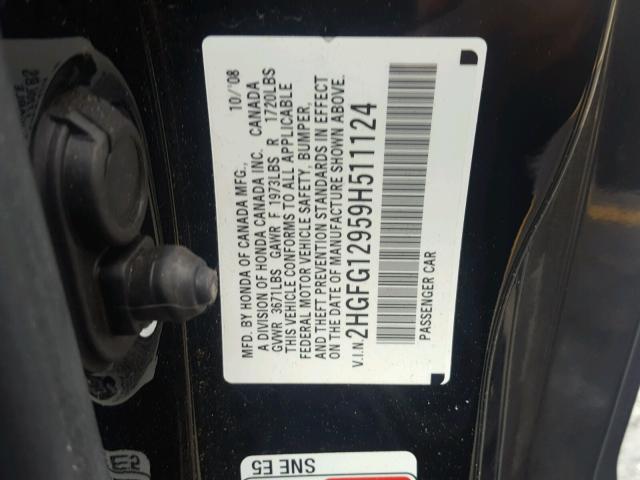 MFD. BY HONDA OF CANADA MFG., 10/'08
A DIVISION OF HONDA CANADA INC. CANADA
GVWR 3671LBS GAWR F 1973LBS R 1720LBS
THIS VEHICLE CONFORMS TO ALL APPLICABLE
FEDERAL MOTOR VEHICLE SAFETY, BUMPER,
AND THEFT PREVENTION STANDARDS IN EFFECT
ON THE DATE OF MANUFACTURE SHOWN ABOVE.
V.I.N. 2HGFG12959H511124
PASSENGER CAR
SNE E5